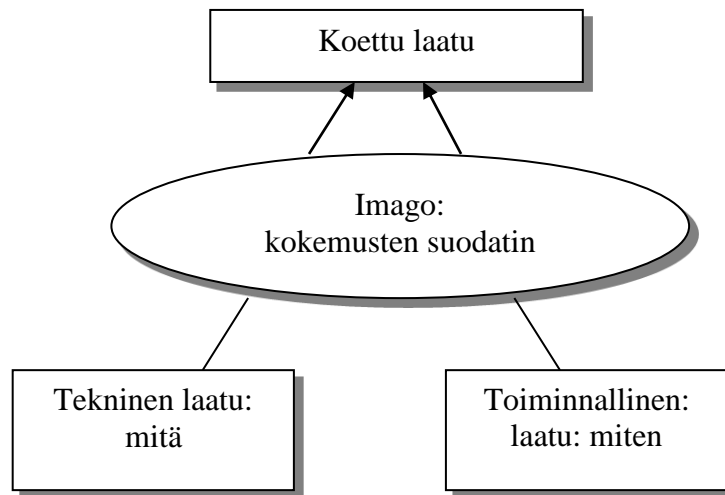 Koettu laatu
Imago:
kokemusten suodatin
Tekninen laatu:
mitä
Toiminnallinen:
laatu: miten